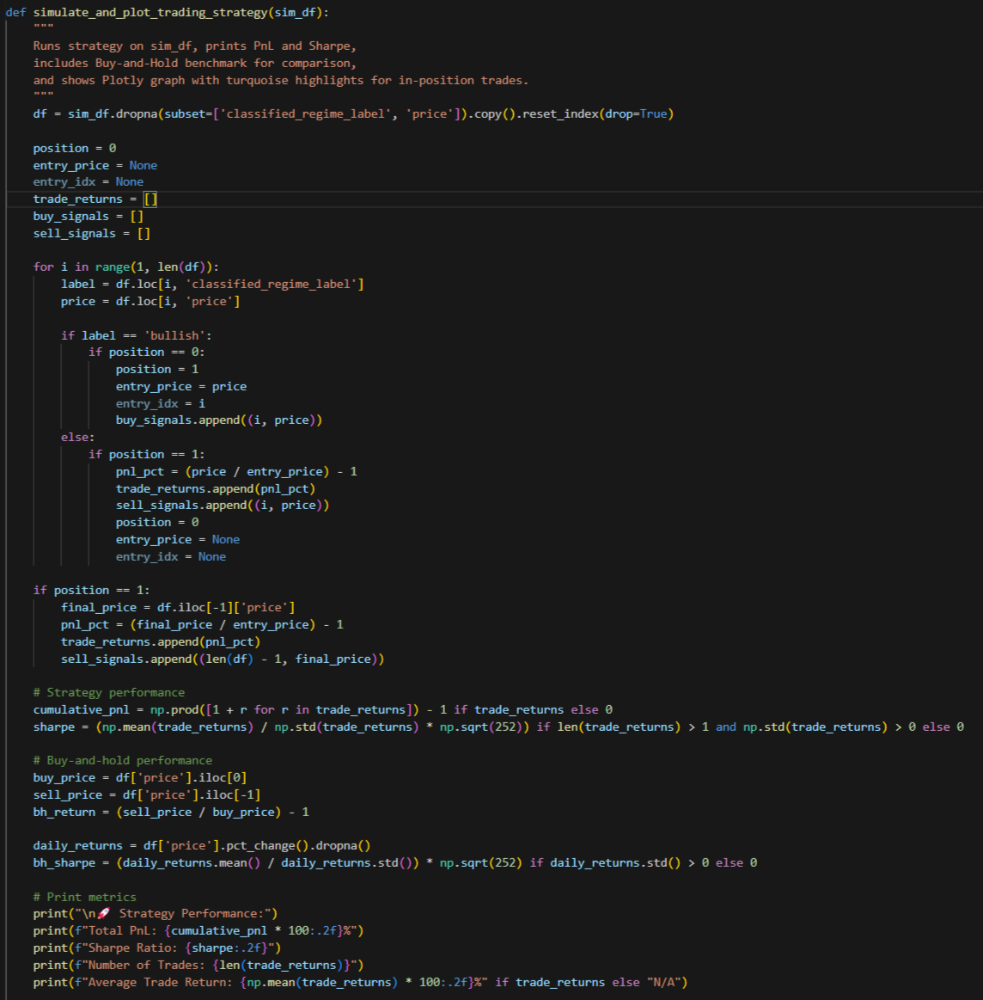 def simulate_and_plot_trading_strategy(sim_df):
    """
    Runs strategy on sim_df, prints PnL and Sharpe,
    includes Buy-and-Hold benchmark for comparison,
    and shows Plotly graph with turquoise highlights for in-position trades.
    """
    df = sim_df.dropna(subset=['classified_regime_label', 'price']).copy().reset_index(drop=True)

    position = 0
    entry_price = None
    entry_idx = None
    trade_returns = []
    buy_signals = []
    sell_signals = []

    for i in range(1, len(df)):
        label = df.loc[i, 'classified_regime_label']
        price = df.loc[i, 'price']

        if label == 'bullish':
            if position == 0:
                position = 1
                entry_price = price
                entry_idx = i
                buy_signals.append((i, price))
        else:
            if position == 1:
                pnl_pct = (price / entry_price) - 1
                trade_returns.append(pnl_pct)
                sell_signals.append((i, price))
                position = 0
                entry_price = None
                entry_idx = None

    if position == 1:
        final_price = df.iloc[-1]['price']
        pnl_pct = (final_price / entry_price) - 1
        trade_returns.append(pnl_pct)
        sell_signals.append((len(df) - 1, final_price))

    # Strategy performance
    cumulative_pnl = np.prod([1 + r for r in trade_returns]) - 1 if trade_returns else 0
    sharpe = (np.mean(trade_returns) / np.std(trade_returns) * np.sqrt(252)) if len(trade_returns) > 1 and np.std(trade_returns) > 0 else 0

    # Buy-and-hold performance
    buy_price = df['price'].iloc[0]
    sell_price = df['price'].iloc[-1]
    bh_return = (sell_price / buy_price) - 1

    daily_returns = df['price'].pct_change().dropna()
    bh_sharpe = (daily_returns.mean() / daily_returns.std()) * np.sqrt(252) if daily_returns.std() > 0 else 0

    # Print metrics
    print("\n🚀 Strategy Performance:")
    print(f"Total PnL: {cumulative_pnl * 100:.2f}%")
    print(f"Sharpe Ratio: {sharpe:.2f}")
    print(f"Number of Trades: {len(trade_returns)}")
    print(f"Average Trade Return: {np.mean(trade_returns) * 100:.2f}%" if trade_returns else "N/A")